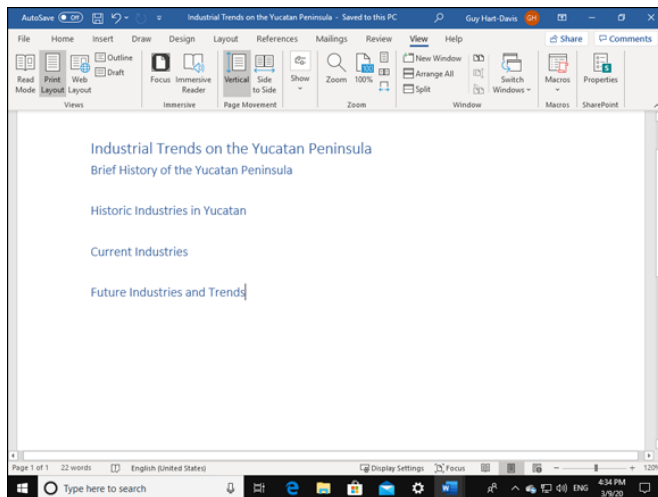 AutoSave Off Industrial Trends on the Yucatan Peninsula - Saved to this PC Guy Hart-Davis GH
File Home Insert Draw Design Layout References Mailings Review View Help Share Comments
Read Mode
Print Layout
Web Layout
Outline
Draft
Views
Focus
Immersive Reader
Immersive
Vertical
Side to Side
Page Movement
Show
Zoom
100%
Zoom
New Window
Arrange All
Split
Switch Windows
Window
Macros
Macros
Properties
SharePoint
Industrial Trends on the Yucatan Peninsula
Brief History of the Yucatan Peninsula
Historic Industries in Yucatan
Current Industries
Future Industries and Trends
Page 1 of 1 22 words English (United States) Display Settings Focus 120%
Type here to search ENG 4:34 PM
3/9/20